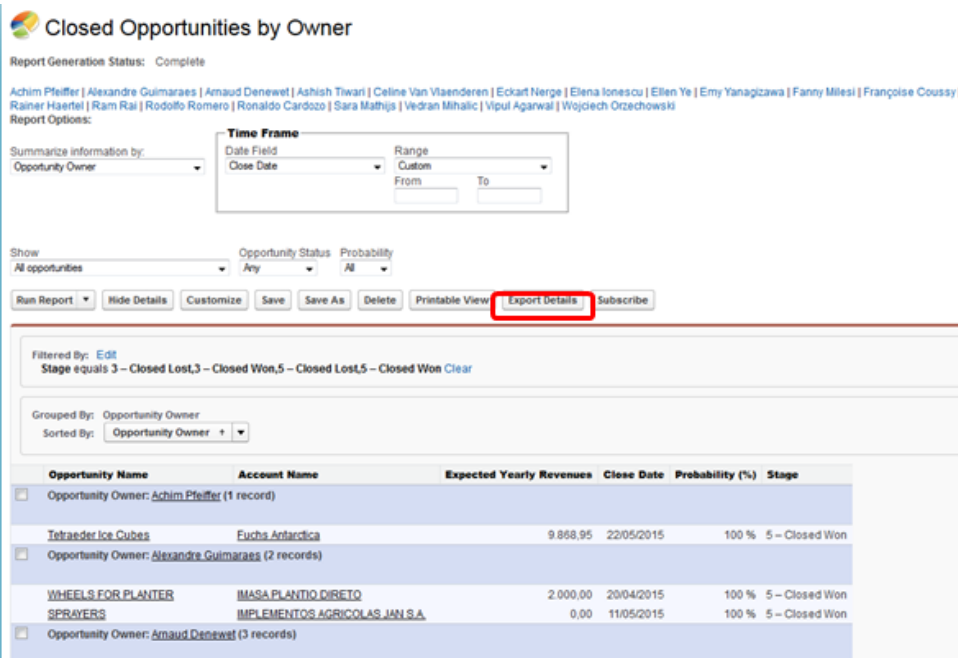 Closed Opportunities by Owner
Report Generation Status: Complete
Achim Pfeiffer | Alexandre Guimaraes | Arnaud Denewet | Ashish Tiwari | Celine Van Vlaenderen | Eckart Nerge | Elena Ionescu | Ellen Ye | Emy Yanagizawa | Fanny Milesi | Françoise Coussy
Rainer Haertel | Ram Rai | Rodolfo Romero | Ronaldo Cardozo | Sara Mathijs | Vedran Mihalic | Vipul Agarwal | Wojciech Orzechowski
Report Options:
Time Frame
Summarize information by: Date Field Range
Opportunity Owner Close Date Custom
From To
Show Opportunity Status Probability
All opportunities Any All
Run Report Hide Details Customize Save Save As Delete Printable View Export Details Subscribe
Filtered By: Edit
Stage equals 3 – Closed Lost,3 – Closed Won,5 – Closed Lost,5 – Closed Won Clear
Grouped By: Opportunity Owner
Sorted By: Opportunity Owner ↑
Opportunity Name Account Name Expected Yearly Revenues Close Date Probability (%) Stage
Opportunity Owner: Achim Pfeiffer (1 record)
Tetraeder Ice Cubes Fuchs Antarctica 9.868,95 22/05/2015 100 % 5 – Closed Won
Opportunity Owner: Alexandre Guimaraes (2 records)
WHEELS FOR PLANTER IMASA PLANTIO DIRETO 2.000,00 20/04/2015 100 % 5 – Closed Won
SPRAYERS IMPLEMENTOS AGRICOLAS JAN S.A. 0,00 11/05/2015 100 % 5 – Closed Won
Opportunity Owner: Arnaud Denewet (3 records)